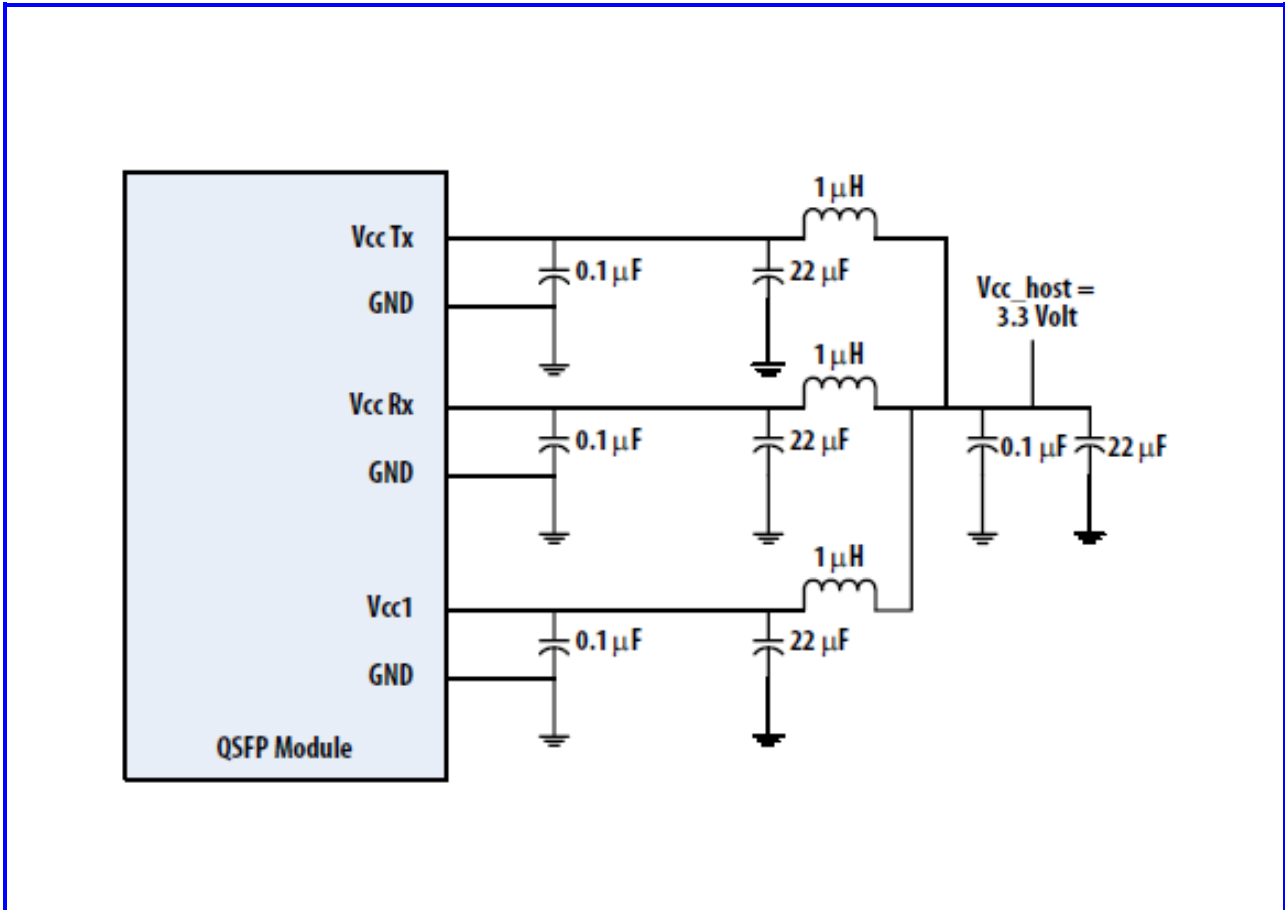 1 μH
Vcc Tx
0.1 μF
22 μF
GND
Vcc_host =
3.3 Volt
1 μH
Vcc Rx
0.1 μF
22 μF
0.1 μF
22 μF
GND
1 μH
Vcc1
0.1 μF
22 μF
GND
QSFP Module